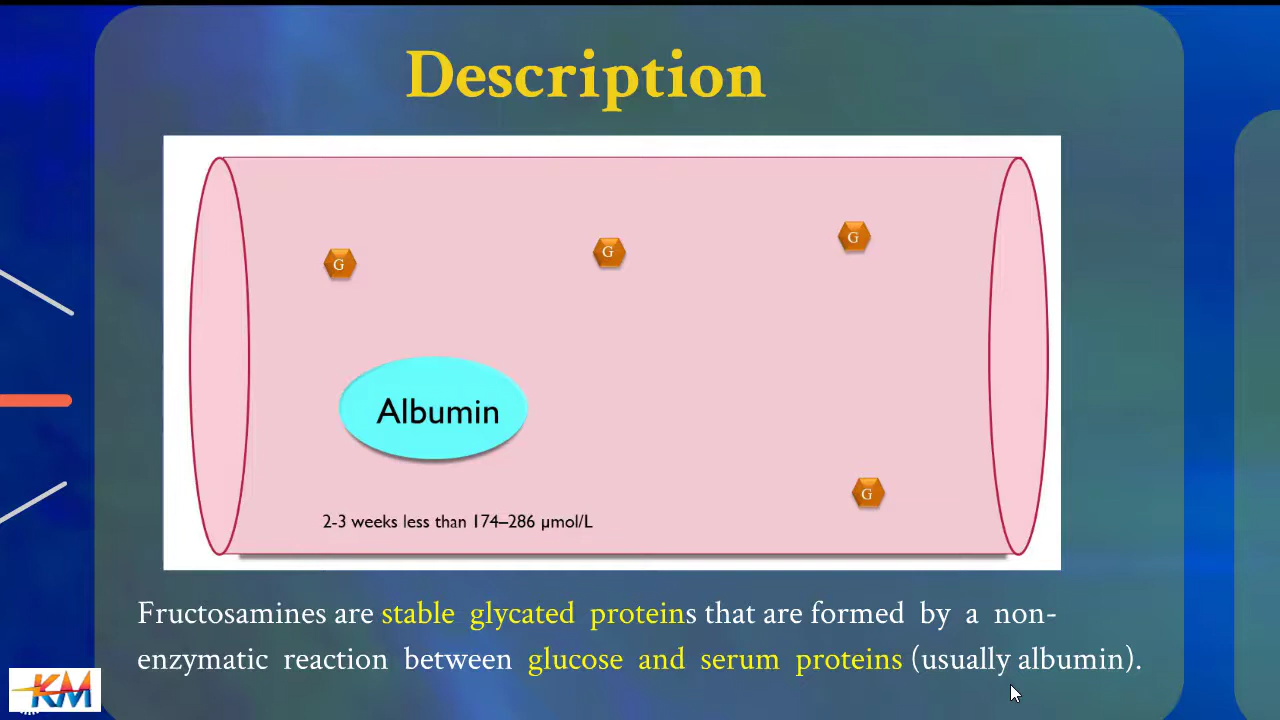 Description
G
G
G
Albumin
G
2-3 weeks less than 174–286 µmol/L
Fructosamines are stable glycated proteins that are formed by a non-
enzymatic reaction between glucose and serum proteins (usually albumin).
KM